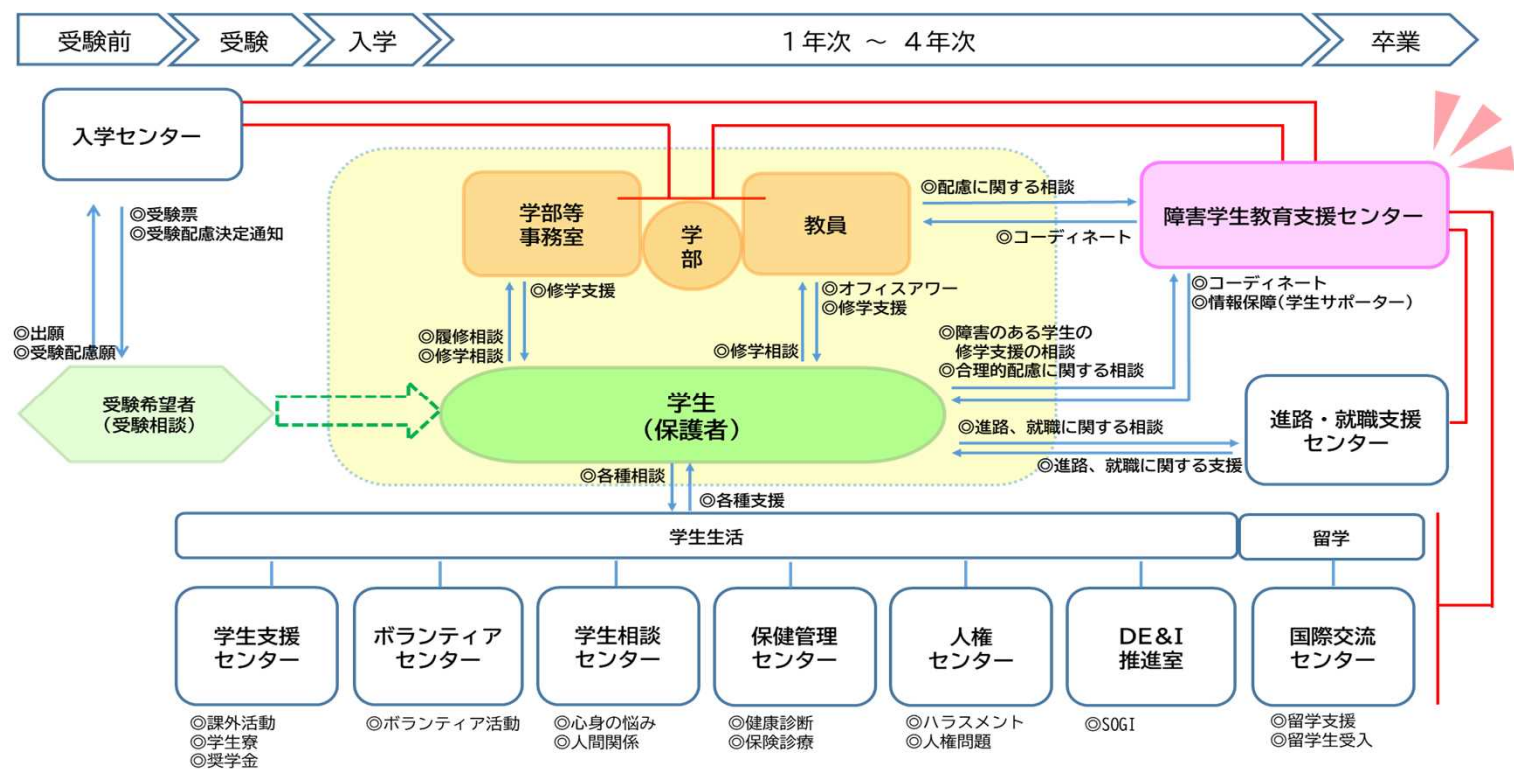 受験前
受験
入学
1年次 ～ 4年次
卒業
入学センター
◎受験票
◎受験配慮決定通知
◎出願
◎受験配慮願
受験希望者
（受験相談）
学部等
事務室
学
部
教員
◎配慮に関する相談
◎コーディネート
障害学生教育支援センター
◎修学支援
◎履修相談
◎修学相談
◎オフィスアワー
◎修学支援
◎修学相談
◎コーディネート
◎情報保障（学生サポーター）
◎障害のある学生の
修学支援の相談
◎合理的配慮に関する相談
学生
（保護者）
◎進路、就職に関する相談
◎進路、就職に関する支援
進路・就職支援
センター
◎各種相談
◎各種支援
学生生活
留学
学生支援
センター
◎課外活動
◎学生寮
◎奨学金
ボランティア
センター
◎ボランティア活動
学生相談
センター
◎心身の悩み
◎人間関係
保健管理
センター
◎健康診断
◎保険診療
人権
センター
◎ハラスメント
◎人権問題
DE&I
推進室
◎SOGI
国際交流
センター
◎留学支援
◎留学生受入